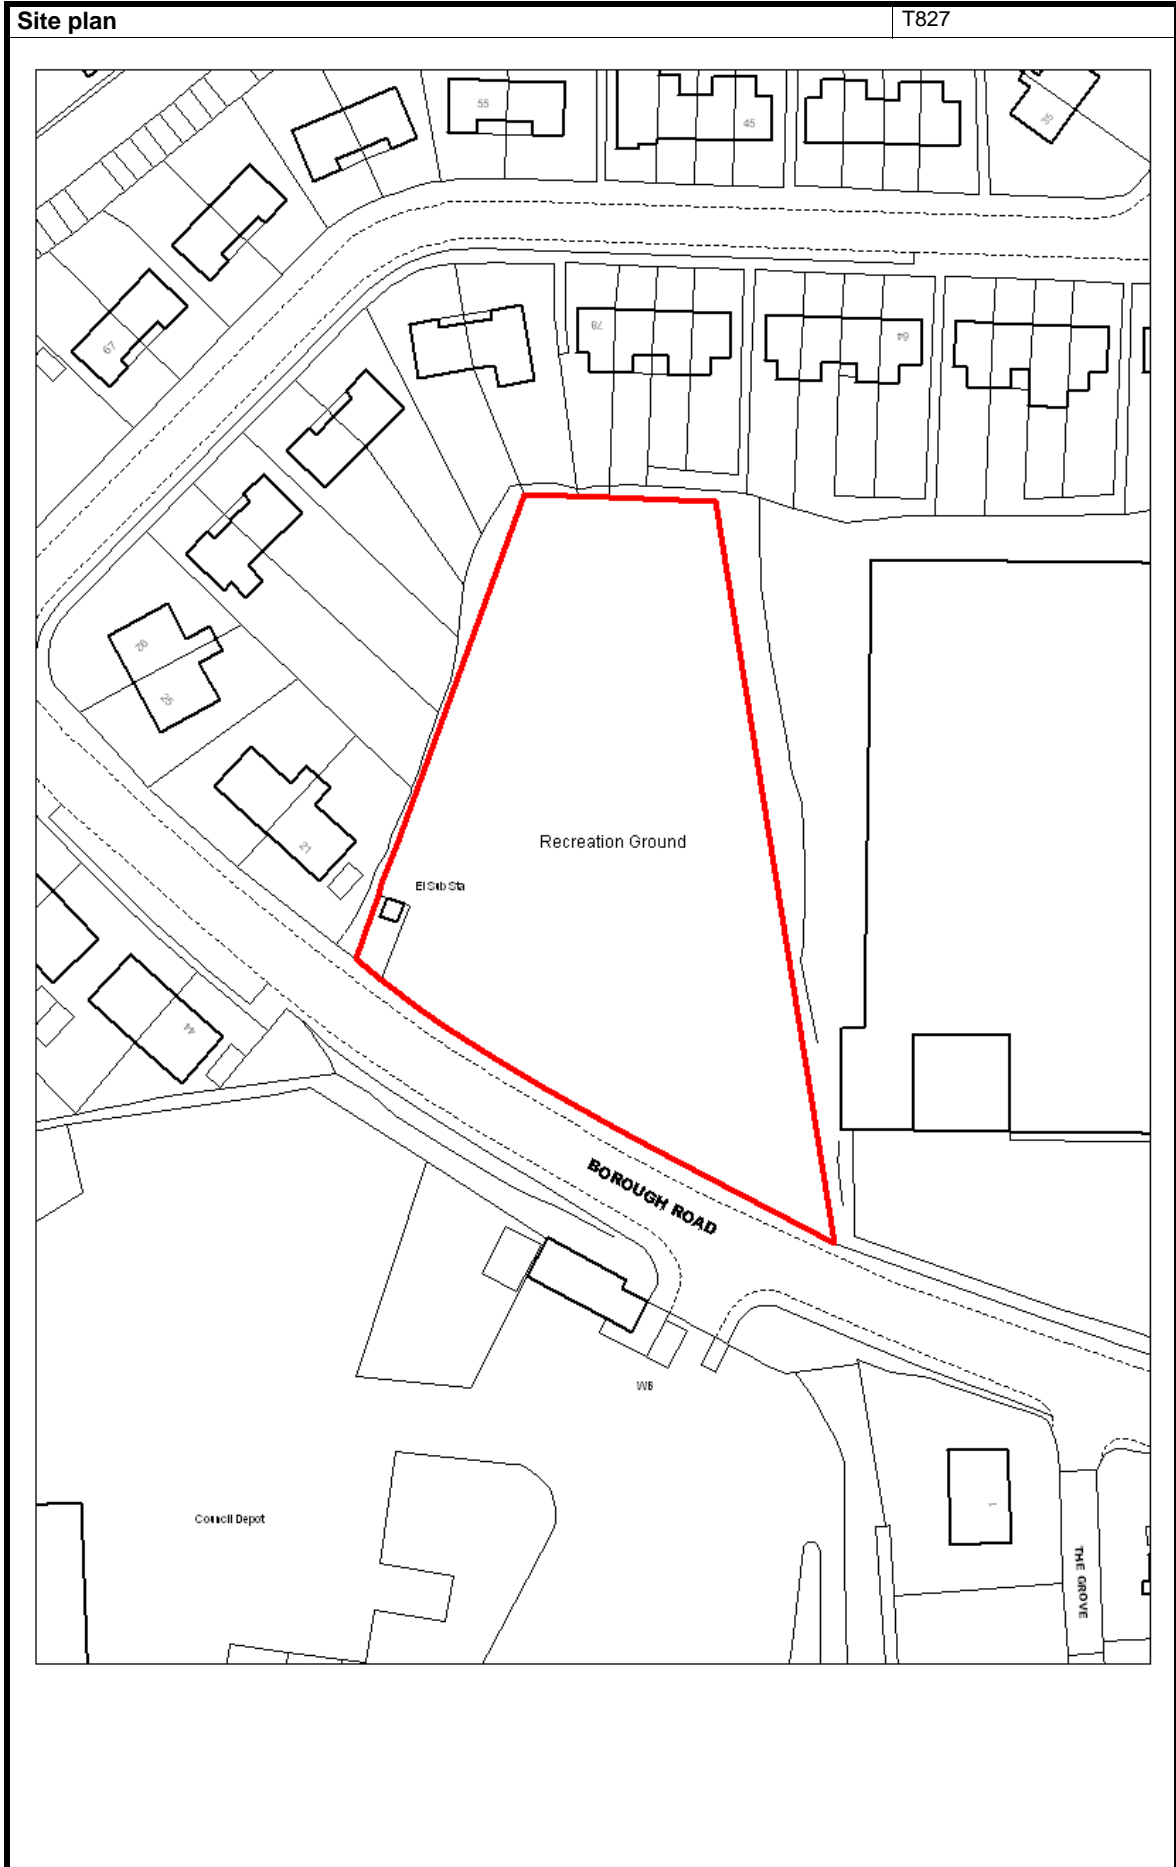 Site plan
T827
55
45
35
67
78
64
26
25
21
Recreation Ground
El Sub Sta
44
BOROUGH ROAD
WB
Council Depot
1
THE GROVE